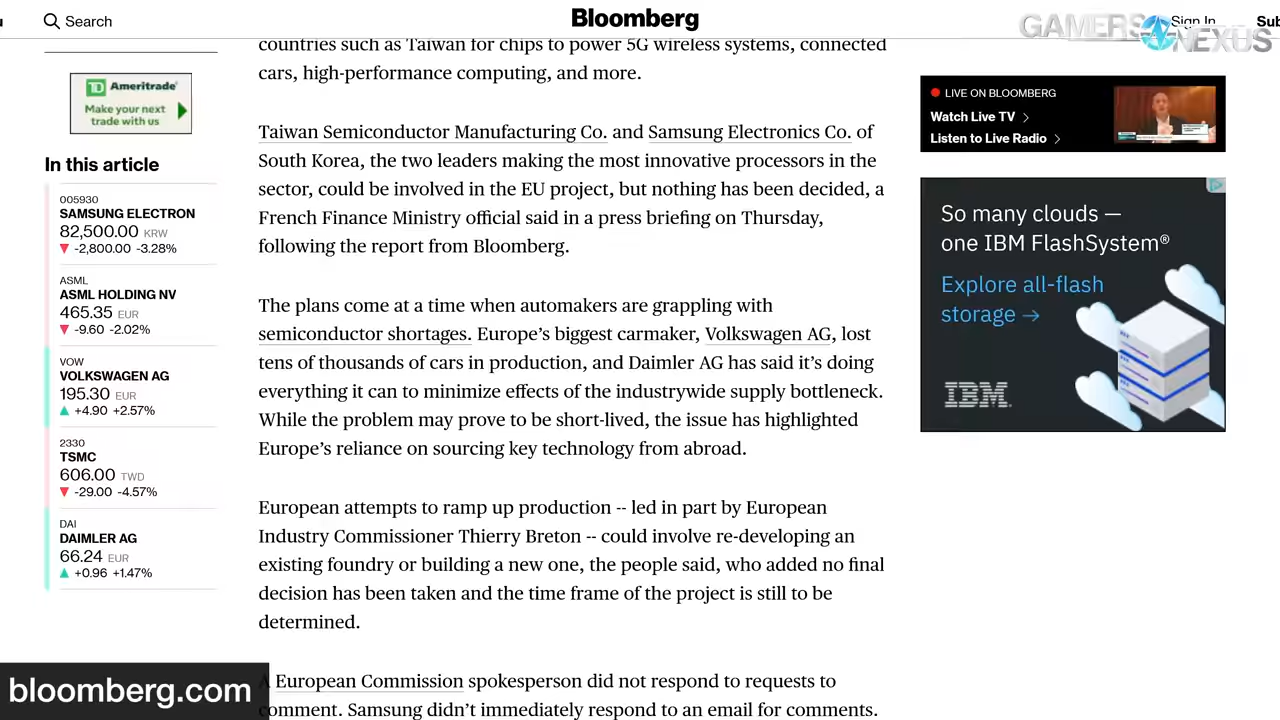 Search
Bloomberg
Sign In
Sub
GAMERS
NEXUS
countries such as Taiwan for chips to power 5G wireless systems, connected
cars, high-performance computing, and more.
Taiwan Semiconductor Manufacturing Co. and Samsung Electronics Co. of
South Korea, the two leaders making the most innovative processors in the
sector, could be involved in the EU project, but nothing has been decided, a
French Finance Ministry official said in a press briefing on Thursday,
following the report from Bloomberg.
The plans come at a time when automakers are grappling with
semiconductor shortages. Europe's biggest carmaker, Volkswagen AG, lost
tens of thousands of cars in production, and Daimler AG has said it's doing
everything it can to minimize effects of the industrywide supply bottleneck.
While the problem may prove to be short-lived, the issue has highlighted
Europe's reliance on sourcing key technology from abroad.
European attempts to ramp up production -- led in part by European
Industry Commissioner Thierry Breton -- could involve re-developing an
existing foundry or building a new one, the people said, who added no final
decision has been taken and the time frame of the project is still to be
determined.
A European Commission spokesperson did not respond to requests to
comment. Samsung didn't immediately respond to an email for comments.
TD Ameritrade
Make your next
trade with us
In this article
005930
SAMSUNG ELECTRON
82,500.00 KRW
-2,800.00 -3.28%
ASML
ASML HOLDING NV
465.35 EUR
-9.60 -2.02%
VOW
VOLKSWAGEN AG
195.30 EUR
+4.90 +2.57%
2330
TSMC
606.00 TWD
-29.00 -4.57%
DAI
DAIMLER AG
66.24 EUR
+0.96 +1.47%
LIVE ON BLOOMBERG
Watch Live TV
Listen to Live Radio
So many clouds —
one IBM FlashSystem®
Explore all-flash
storage →
IBM
bloomberg.com